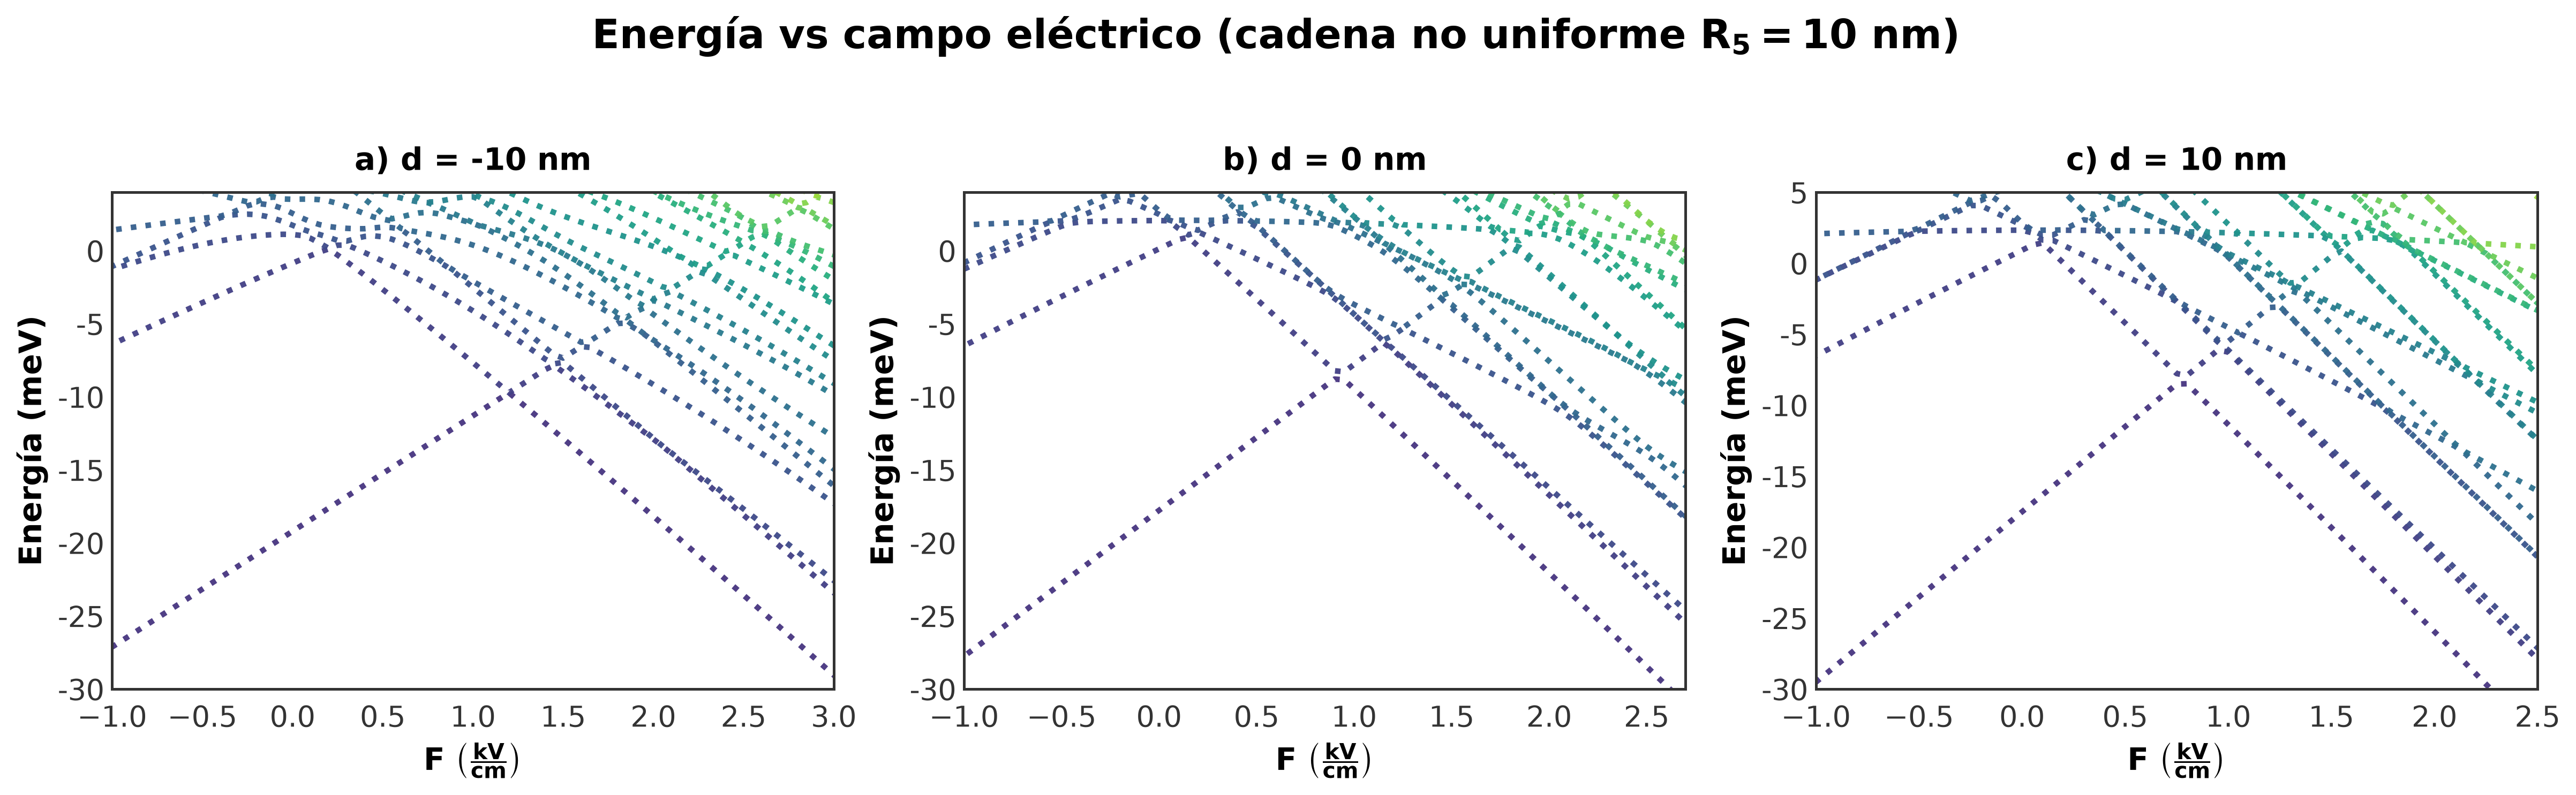 Energía vs campo eléctrico (cadena no uniforme R₅ = 10 nm)
a) d = -10 nm
b) d = 0 nm
c) d = 10 nm
Energía (meV)
0
-5
-10
-15
-20
-25
-30
−1.0 −0.5 0.0 0.5 1.0 1.5 2.0 2.5 3.0
F (kV/cm)
Energía (meV)
0
-5
-10
-15
-20
-25
-30
−1.0 −0.5 0.0 0.5 1.0 1.5 2.0 2.5
F (kV/cm)
Energía (meV)
5
0
-5
-10
-15
-20
-25
-30
−1.0 −0.5 0.0 0.5 1.0 1.5 2.0 2.5
F (kV/cm)